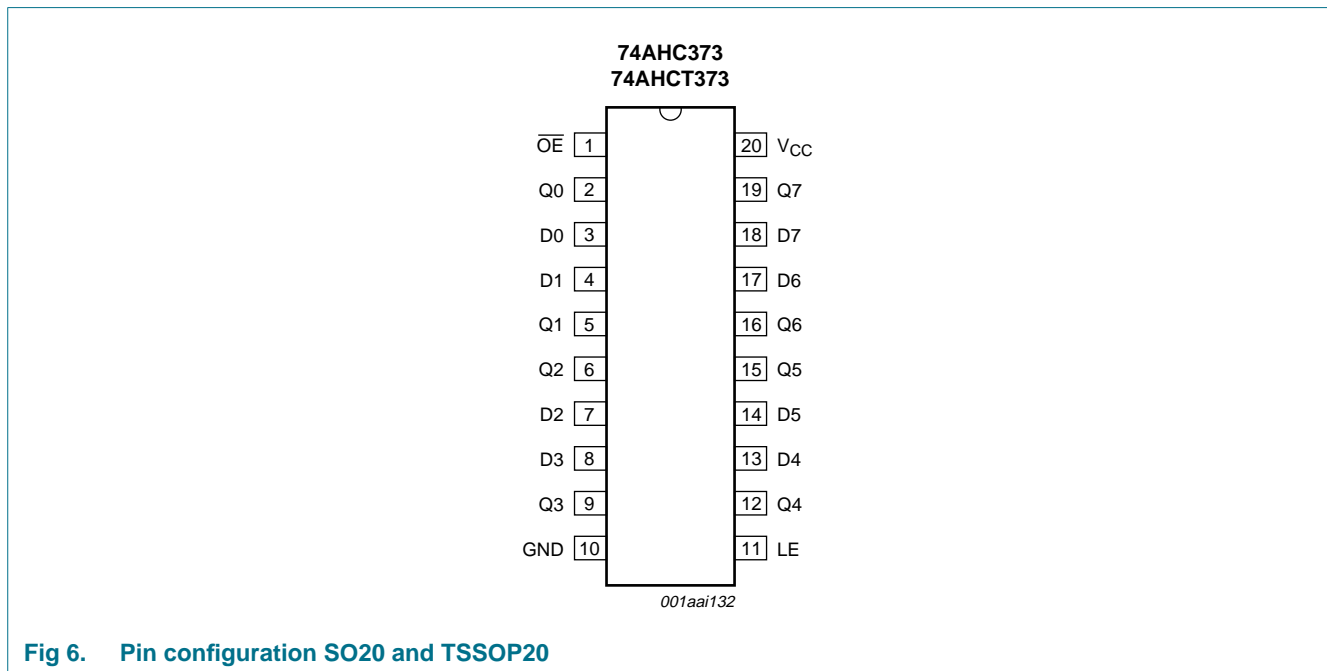 74AHC373
74AHCT373
OE 1 20 VCC
Q0 2 19 Q7
D0 3 18 D7
D1 4 17 D6
Q1 5 16 Q6
Q2 6 15 Q5
D2 7 14 D5
D3 8 13 D4
Q3 9 12 Q4
GND 10 11 LE
001aai132
Fig 6. Pin configuration SO20 and TSSOP20